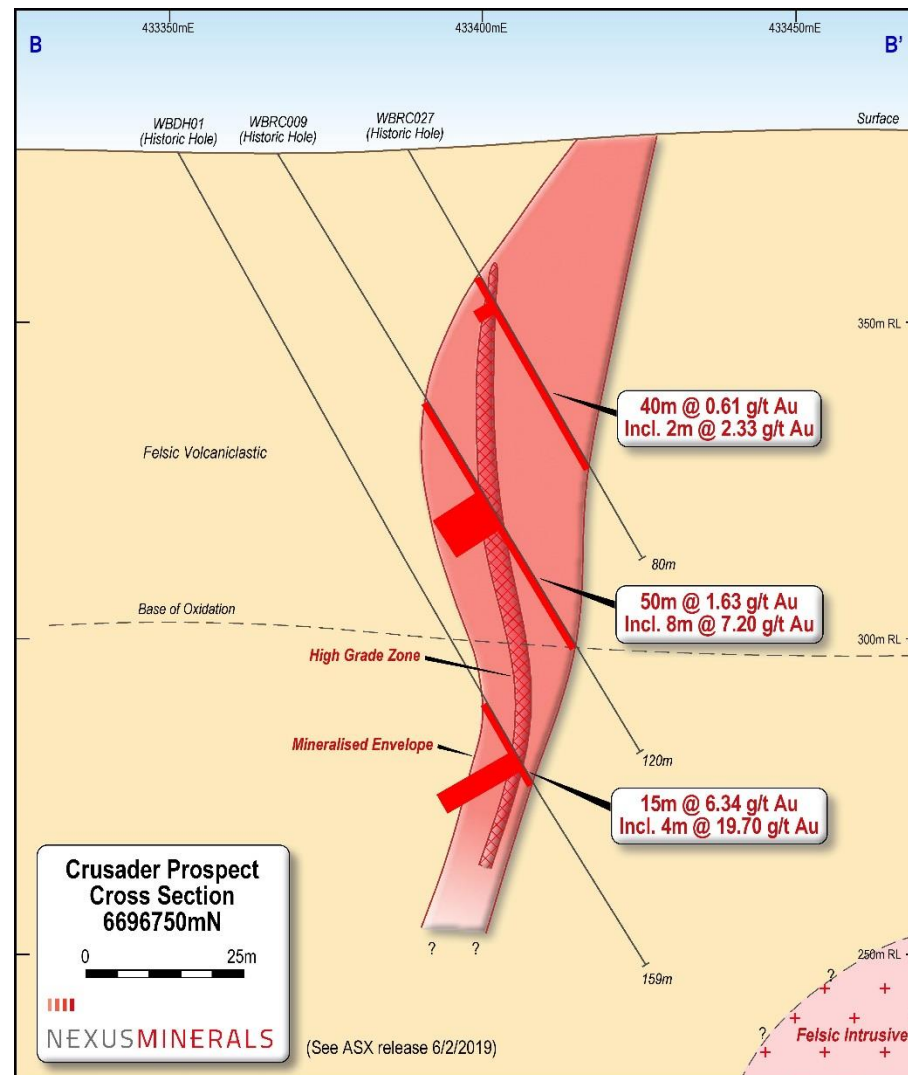 433350mE
433400mE
433450mE
B
B'
WBDH01
(Historic Hole)
WBRC009
(Historic Hole)
WBRC027
(Historic Hole)
Surface
350m RL
40m @ 0.61 g/t Au
Incl. 2m @ 2.33 g/t Au
Felsic Volcaniclastic
80m
50m @ 1.63 g/t Au
Incl. 8m @ 7.20 g/t Au
Base of Oxidation
300m RL
High Grade Zone
Mineralised Envelope
120m
15m @ 6.34 g/t Au
Incl. 4m @ 19.70 g/t Au
Crusader Prospect
Cross Section
6696750mN
0 25m
? ?
159m
250m RL
?
?
Felsic Intrusive
NEXUSMINERALS
(See ASX release 6/2/2019)